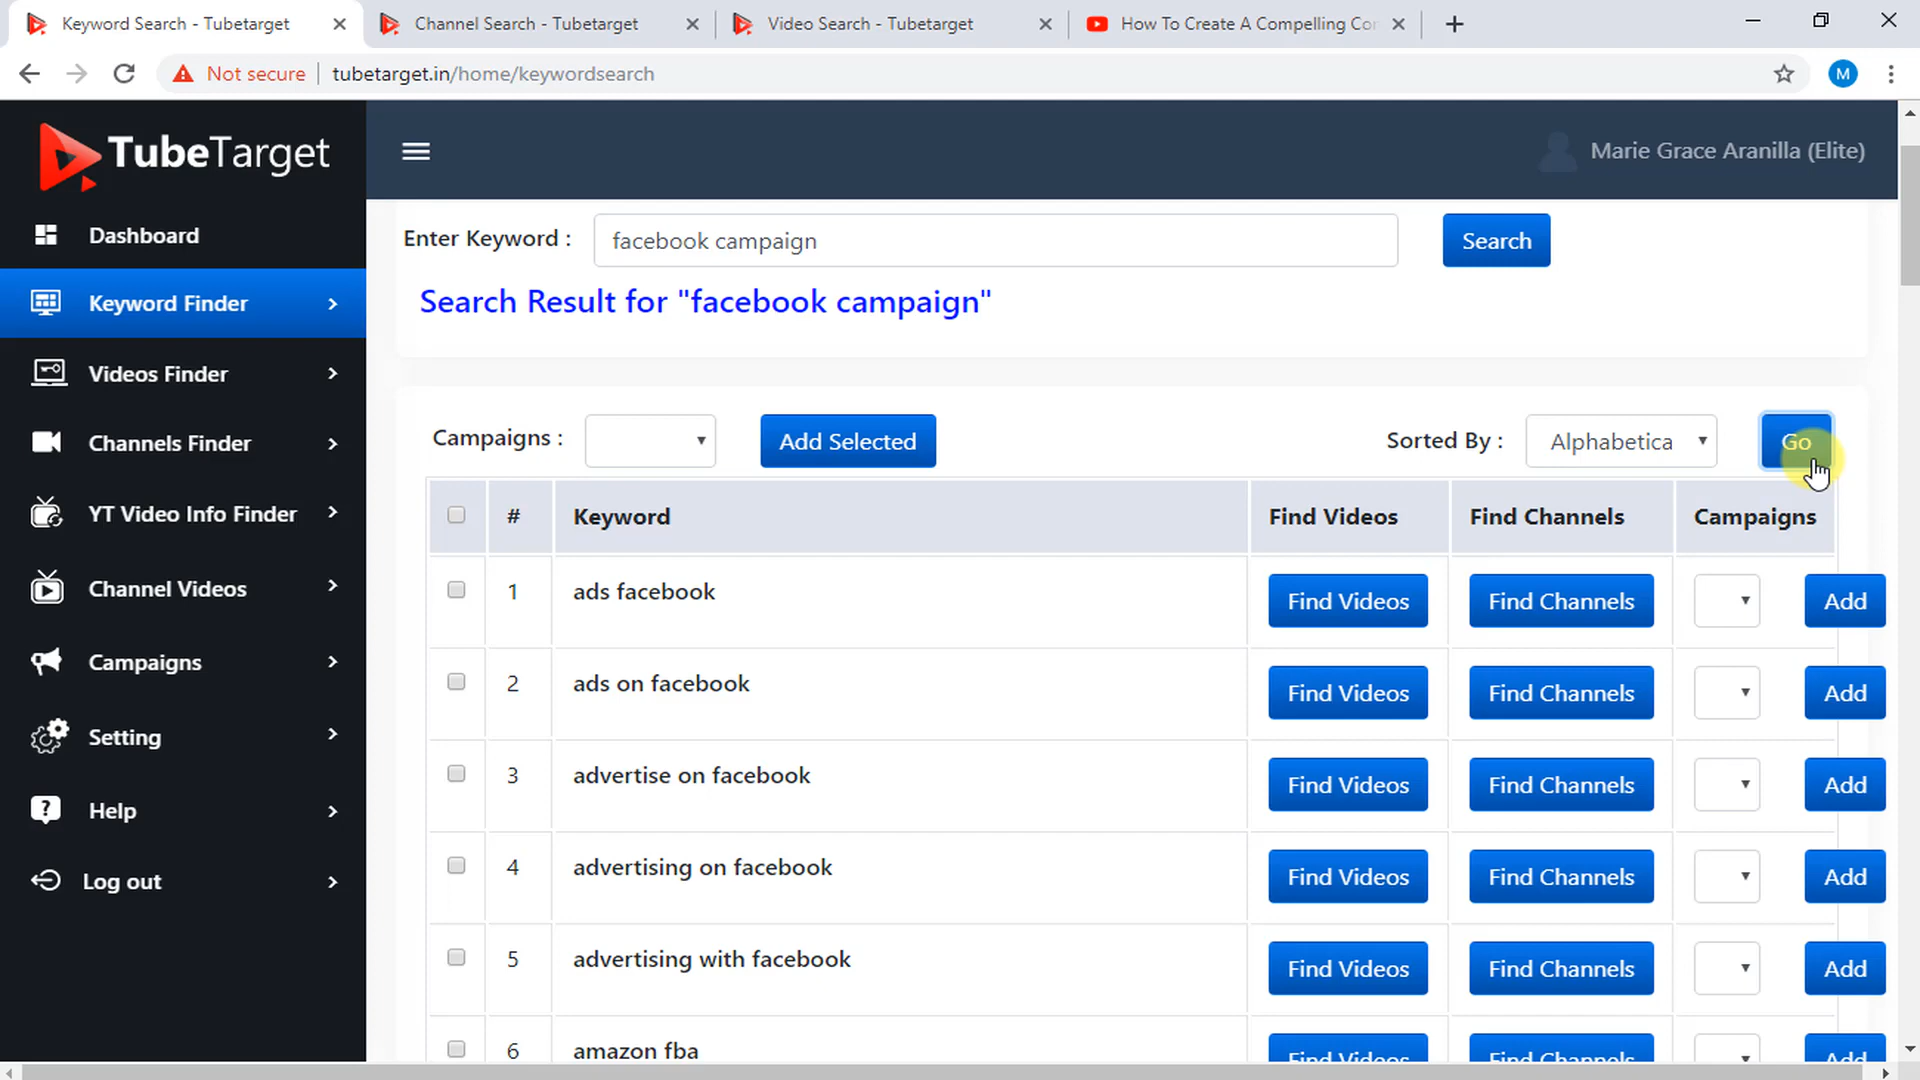 Keyword Search - Tubetarget
Channel Search - Tubetarget
Video Search - Tubetarget
How To Create A Compelling Co
Not secure
tubetarget.in/home/keywordsearch
M
TubeTarget
Marie Grace Aranilla (Elite)
Dashboard
Keyword Finder
Videos Finder
Channels Finder
YT Video Info Finder
Channel Videos
Campaigns
Setting
Help
Log out
Enter Keyword :
facebook campaign
Search
Search Result for "facebook campaign"
Campaigns :
Add Selected
Sorted By :
Alphabetica
Go
# Keyword Find Videos Find Channels Campaigns
1 ads facebook Find Videos Find Channels Add
2 ads on facebook Find Videos Find Channels Add
3 advertise on facebook Find Videos Find Channels Add
4 advertising on facebook Find Videos Find Channels Add
5 advertising with facebook Find Videos Find Channels Add
6 amazon fba Find Videos Find Channels Add